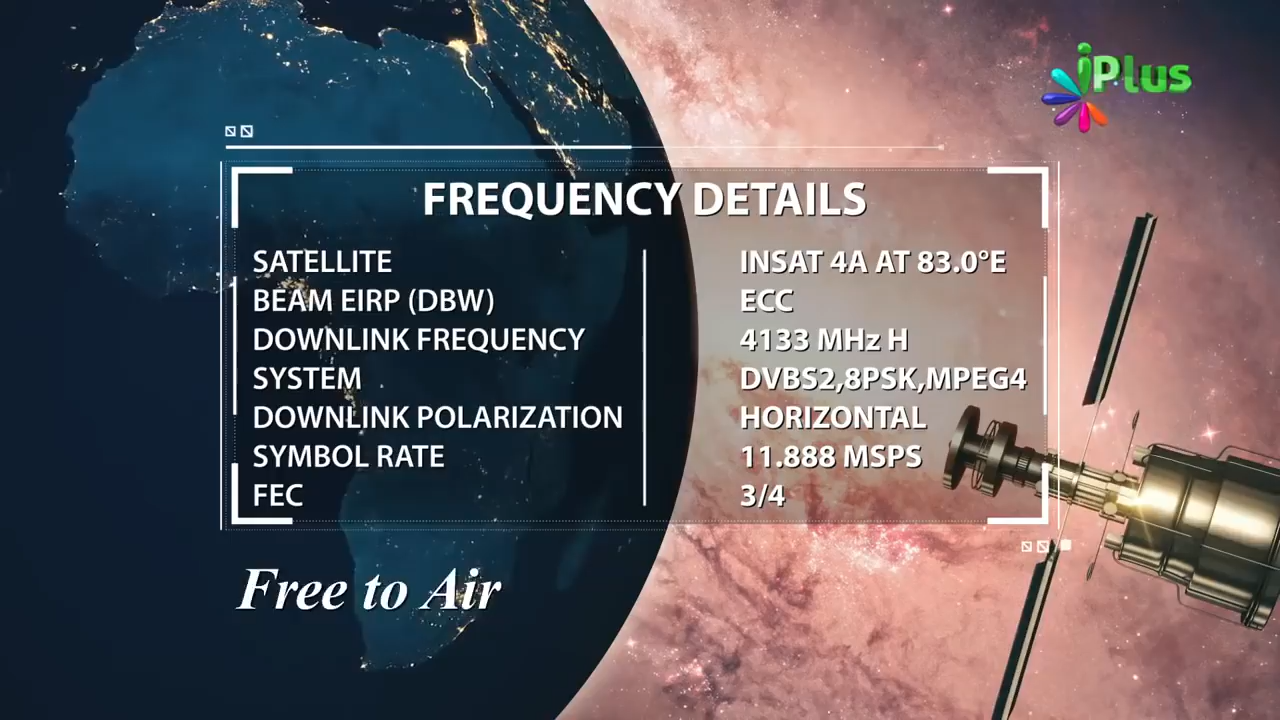 iPlus
FREQUENCY DETAILS
SATELLITE INSAT 4A AT 83.0°E
BEAM EIRP (DBW) ECC
DOWNLINK FREQUENCY 4133 MHz H
SYSTEM DVBS2,8PSK,MPEG4
DOWNLINK POLARIZATION HORIZONTAL
SYMBOL RATE 11.888 MSPS
FEC 3/4
Free to Air